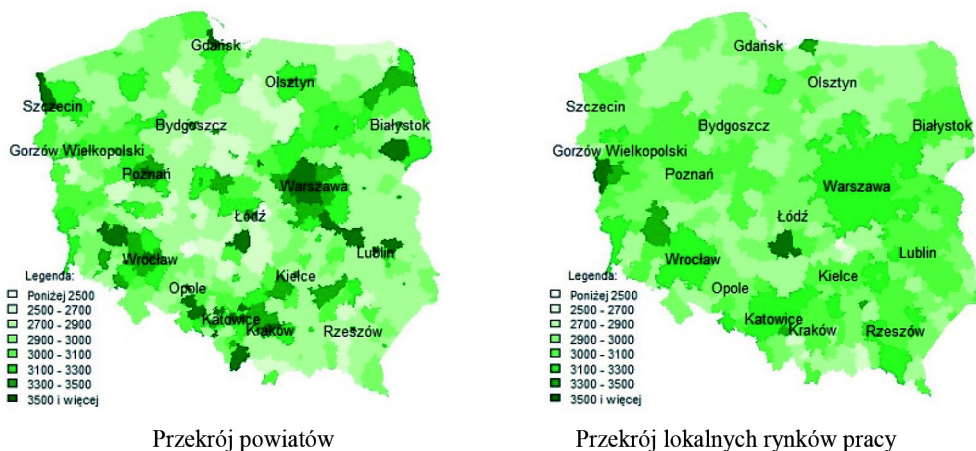 Gdańsk
Olsztyn
Szczecin
Bydgoszcz
Białystok
Gorzów Wielkopolski
Poznań
Warszawa
Łódź
Lublin
Wrocław
Kielce
Opole
Katowice
Kraków
Rzeszów
Legenda:
Poniżej 2500
2500 - 2700
2700 - 2900
2900 - 3000
3000 - 3100
3100 - 3300
3300 - 3500
3500 i więcej
Przekrój powiatów
Gdańsk
Olsztyn
Szczecin
Bydgoszcz
Białystok
Gorzów Wielkopolski
Poznań
Warszawa
Łódź
Lublin
Wrocław
Kielce
Opole
Katowice
Kraków
Rzeszów
Legenda:
Poniżej 2500
2500 - 2700
2700 - 2900
2900 - 3000
3000 - 3100
3100 - 3300
3300 - 3500
3500 i więcej
Przekrój lokalnych rynków pracy